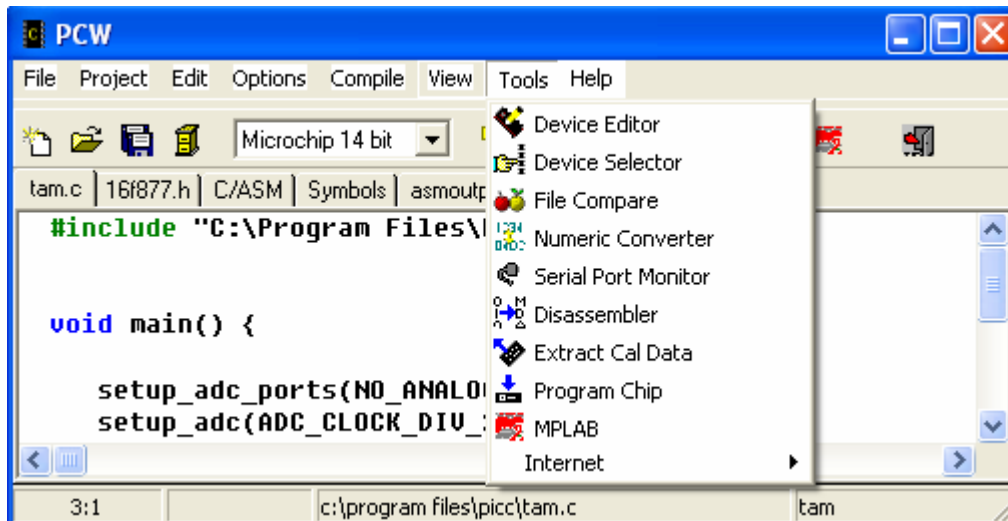 PCW
File Project Edit Options Compile View Tools Help
Microchip 14 bit
tam.c 16f877.h C/ASM Symbols asmoutp
#include "C:\Program Files\
void main() {
setup_adc_ports(NO_ANALO
setup_adc(ADC_CLOCK_DIV_
Device Editor
Device Selector
File Compare
Numeric Converter
Serial Port Monitor
Disassembler
Extract Cal Data
Program Chip
MPLAB
Internet
3:1 c:\program files\picc\tam.c tam